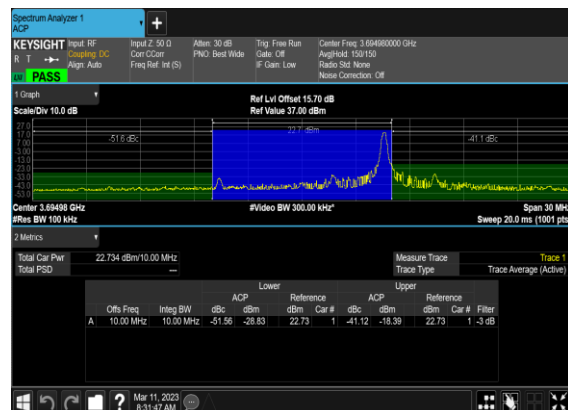 Spectrum Analyzer 1
ACP
+
KEYSIGHT Input: RF
R T Coupling: DC
Align: Auto
Input Z: 50 Ω
Corr CCorr
Freq Ref: Int (S)
Atten: 30 dB
PNO: Best Wide
Trig: Free Run
Gate: Off
IF Gain: Low
Center Freq: 3.694980000 GHz
Avg|Hold: 150/150
Radio Std: None
Noise Correction: Off
PASS
1 Graph
Scale/Div 10.0 dB
Ref Lvl Offset 15.70 dB
Ref Value 37.00 dBm
27.0
17.0
7.00
-3.00
-13.0
-23.0
-33.0
-43.0
-53.0
-51.6 dBc
22.7 dBm
-41.1 dBc
Center 3.69498 GHz
#Res BW 100 kHz
#Video BW 300.00 kHz*
Span 30 MHz
Sweep 20.0 ms (1001 pts)
2 Metrics
Total Car Pwr 22.734 dBm/10.00 MHz
Total PSD ---
Measure Trace Trace 1
Trace Type Trace Average (Active)
Lower Upper
ACP Reference ACP Reference
Offs Freq Integ BW dBc dBm dBm Car # dBc dBm dBm Car # Filter
A 10.00 MHz 10.00 MHz -51.56 -28.83 22.73 1 -41.12 -18.39 22.73 1 -3 dB
? Mar 11, 2023
8:31:47 AM